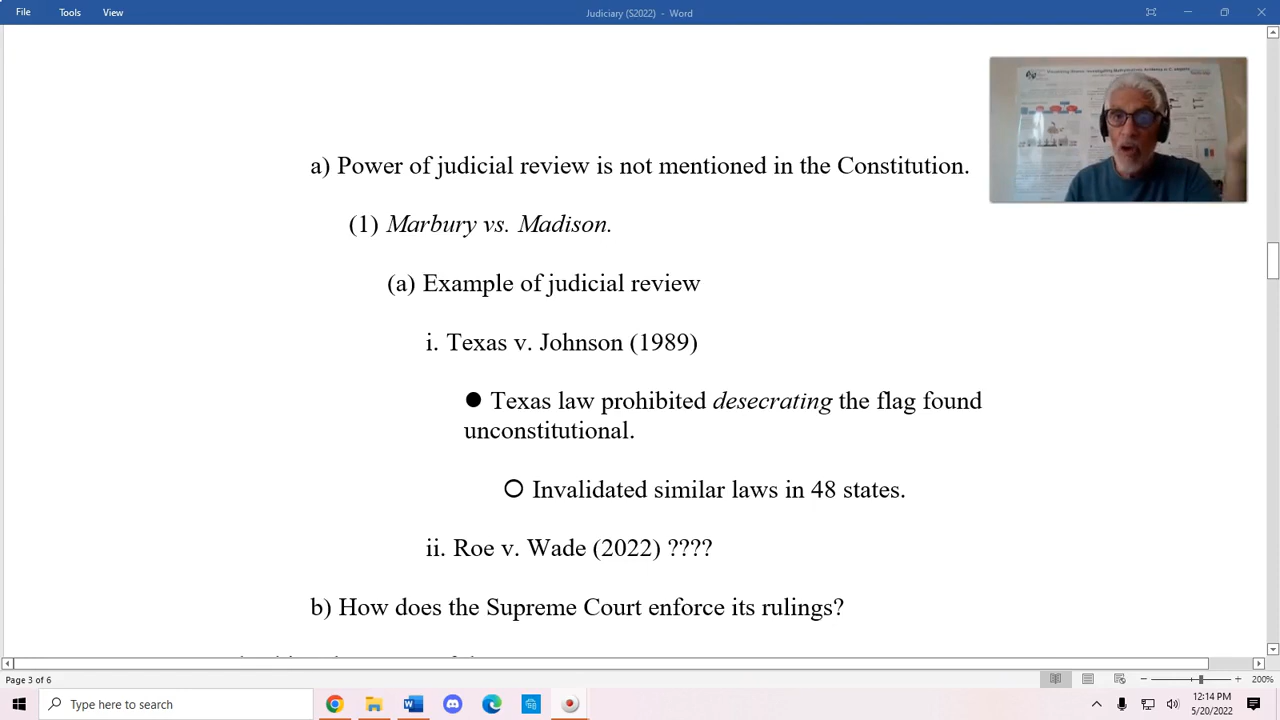 File Tools View Judiciary (S2022) - Word
a) Power of judicial review is not mentioned in the Constitution.
(1) Marbury vs. Madison.
(a) Example of judicial review
i. Texas v. Johnson (1989)
● Texas law prohibited desecrating the flag found
unconstitutional.
○ Invalidated similar laws in 48 states.
ii. Roe v. Wade (2022) ????
b) How does the Supreme Court enforce its rulings?
Page 3 of 6 200%
Type here to search 12:14 PM
5/20/2022